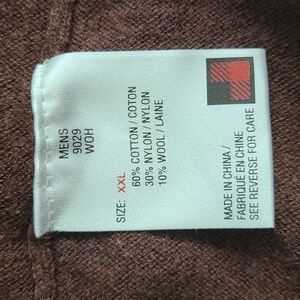 MENS
9029
WOH
SIZE: XXL
60% COTTON / COTON
30% NYLON / NYLON
10% WOOL / LAINE
MADE IN CHINA /
FABRIQUÉ EN CHINE
SEE REVERSE FOR CARE